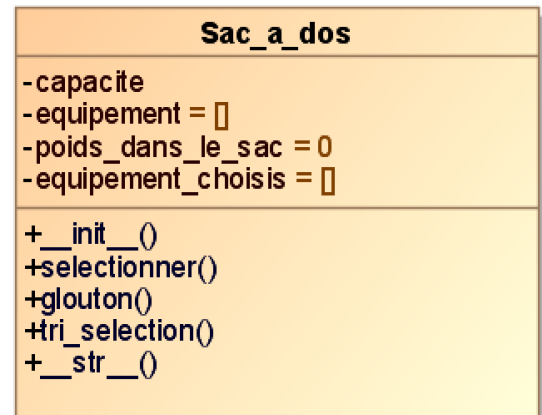 Sac_a_dos
-capacite
-equipement = []
-poids_dans_le_sac = 0
-equipement_choisis = []
+__init__()
+selectionner()
+glouton()
+tri_selection()
+__str__()